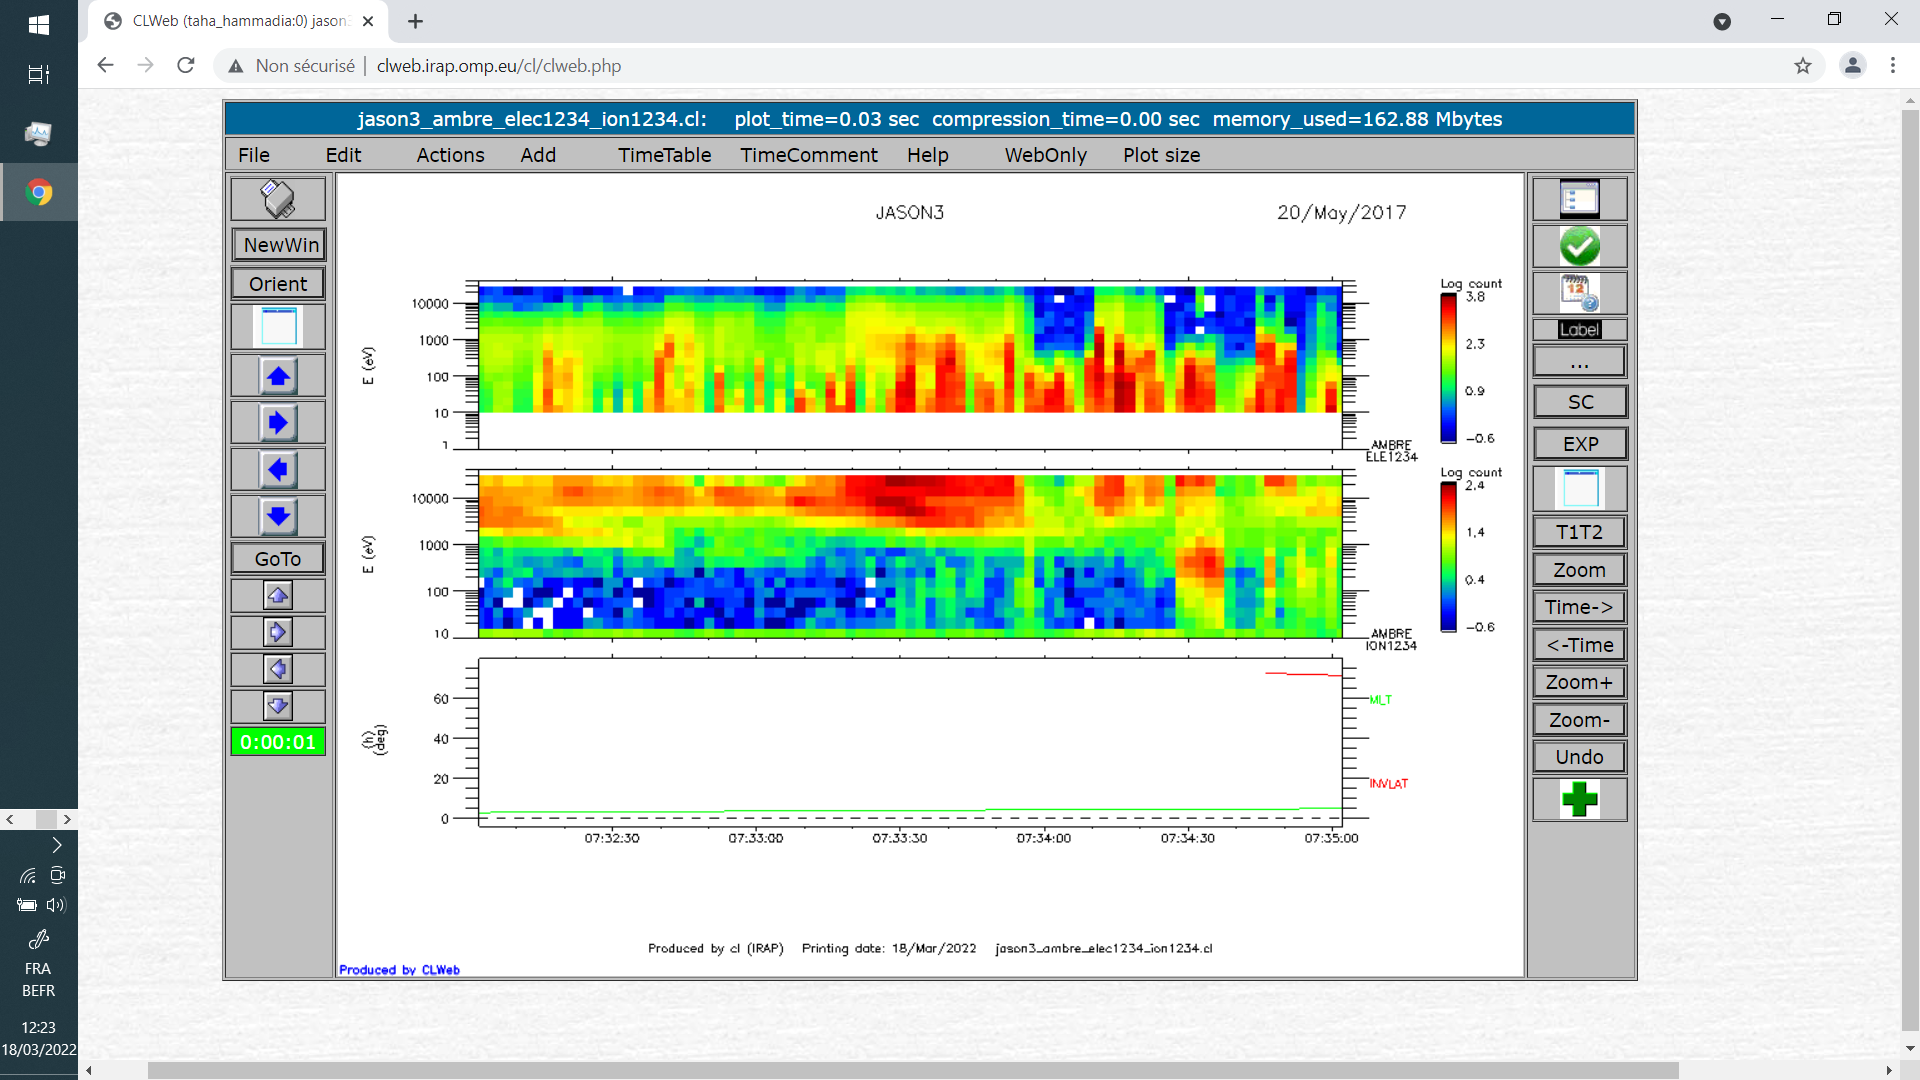 CLWeb (taha_hammadia:0) jason3
Non sécurisé | clweb.irap.omp.eu/cl/clweb.php
jason3_ambre_elec1234_ion1234.cl: plot_time=0.03 sec compression_time=0.00 sec memory_used=162.88 Mbytes
File Edit Actions Add TimeTable TimeComment Help WebOnly Plot size
NewWin
Orient
GoTo
0:00:01
JASON3 20/May/2017
E (eV)
10000
1000
100
10
1
AMBRE
ELE1234
Log count
3.8
2.3
0.9
-0.6
E (eV)
10000
1000
100
10
AMBRE
ION1234
Log count
2.4
1.4
0.4
-0.6
(h)
(deg)
60
40
20
0
MLT
INVLAT
07:32:30 07:33:00 07:33:30 07:34:00 07:34:30 07:35:00
Produced by cl (IRAP) Printing date: 18/Mar/2022 jason3_ambre_elec1234_ion1234.cl
Produced by CLWeb
12
Label
...
SC
EXP
T1T2
Zoom
Time->
<-Time
Zoom+
Zoom-
Undo
FRA
BEFR
12:23
18/03/2022